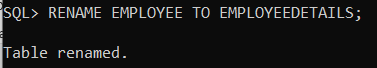 SQL> RENAME EMPLOYEE TO EMPLOYEEDETAILS;
Table renamed.